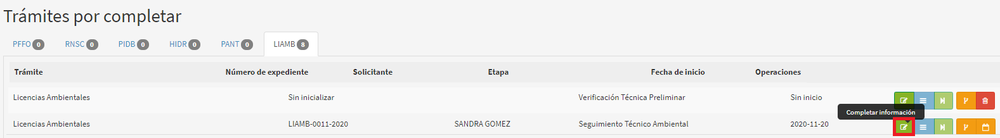 Trámites por completar
PFFO 0 RNSC 0 PIDB 0 HIDR 0 PANT 0 LIAMB 8
Trámite Número de expediente Solicitante Etapa Fecha de inicio Operaciones
Licencias Ambientales Sin inicializar Verificación Técnica Preliminar Sin inicio
Completar información
Licencias Ambientales LIAMB-0011-2020 SANDRA GOMEZ Seguimiento Técnico Ambiental 2020-11-20